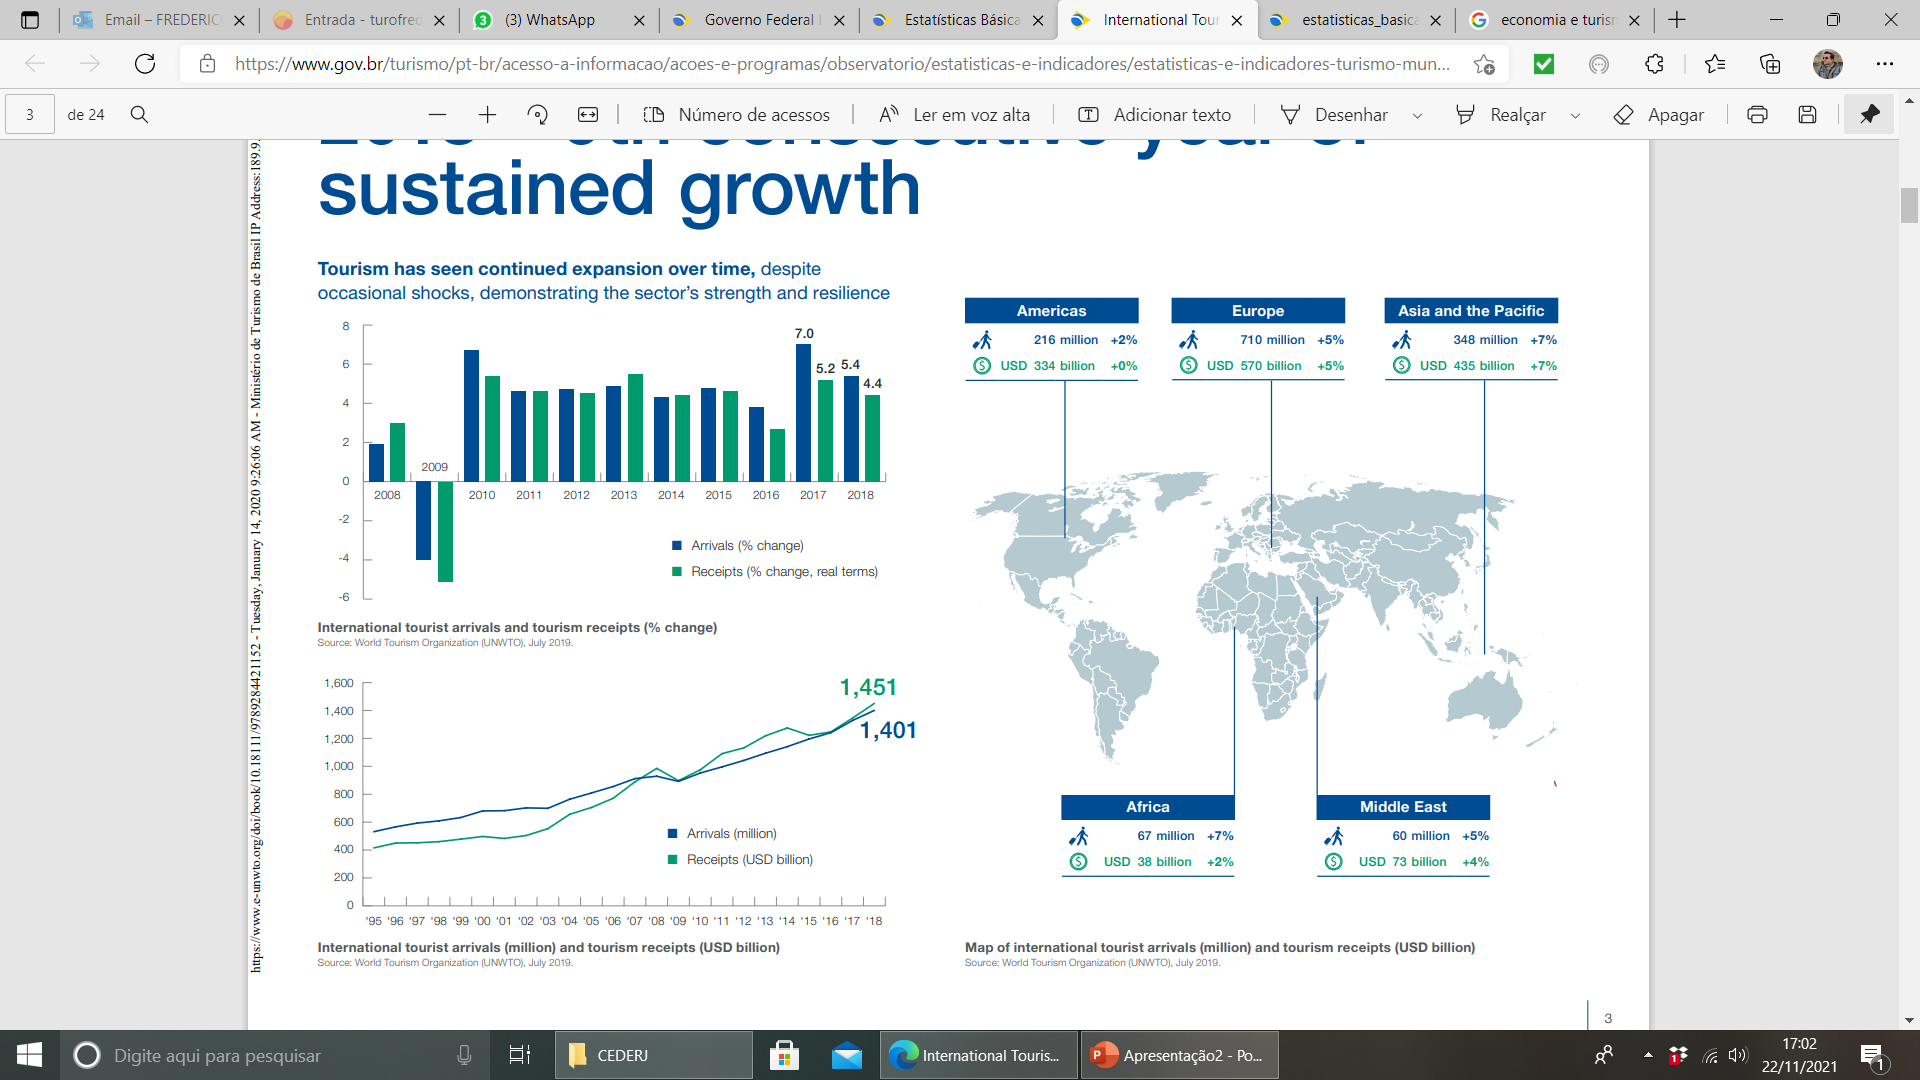 Email – FREDERIC
Entrada - turofred
(3) WhatsApp
Governo Federal
Estatísticas Básica
International Tour
estatisticas_basica
economia e turism
https://www.gov.br/turismo/pt-br/acesso-a-informacao/acoes-e-programas/observatorio/estatisticas-e-indicadores/estatisticas-e-indicadores-turismo-mun...
3 de 24
Número de acessos
Ler em voz alta
Adicionar texto
Desenhar
Realçar
Apagar
https://www.e-unwto.org/doi/book/10.18111/9789284421152 - Tuesday, January 14, 2020 9:26:06 AM - Ministério de Turismo de Brasil IP Address:189.9.
sustained growth
Tourism has seen continued expansion over time, despite
occasional shocks, demonstrating the sector's strength and resilience
8
6
4
2
0
-2
-4
-6
7.0
5.2
5.4
4.4
2008
2009
2010
2011
2012
2013
2014
2015
2016
2017
2018
Arrivals (% change)
Receipts (% change, real terms)
International tourist arrivals and tourism receipts (% change)
Source: World Tourism Organization (UNWTO), July 2019.
1,600
1,400
1,200
1,000
800
600
400
200
0
1,451
1,401
Arrivals (million)
Receipts (USD billion)
'95 '96 '97 '98 '99 '00 '01 '02 '03 '04 '05 '06 '07 '08 '09 '10 '11 '12 '13 '14 '15 '16 '17 '18
International tourist arrivals (million) and tourism receipts (USD billion)
Source: World Tourism Organization (UNWTO), July 2019.
Americas
216 million +2%
USD 334 billion +0%
Europe
710 million +5%
USD 570 billion +5%
Asia and the Pacific
348 million +7%
USD 435 billion +7%
Africa
67 million +7%
USD 38 billion +2%
Middle East
60 million +5%
USD 73 billion +4%
Map of international tourist arrivals (million) and tourism receipts (USD billion)
Source: World Tourism Organization (UNWTO), July 2019.
3
Digite aqui para pesquisar
CEDERJ
International Touris...
Apresentação2 - Po...
17:02
22/11/2021
1